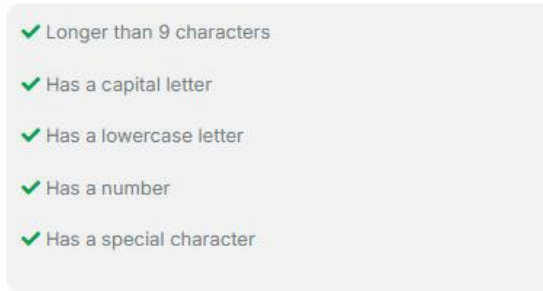 Longer than 9 characters
Has a capital letter
Has a lowercase letter
Has a number
Has a special character